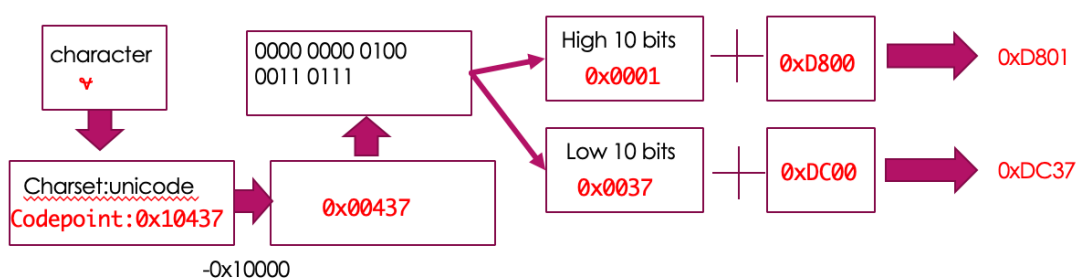 character
Charset:unicode
Codepoint:0x10437
-0x10000
0x00437
0000 0000 0100
0011 0111
High 10 bits
0x0001
0xD800
0xD801
Low 10 bits
0x0037
0xDC00
0xDC37